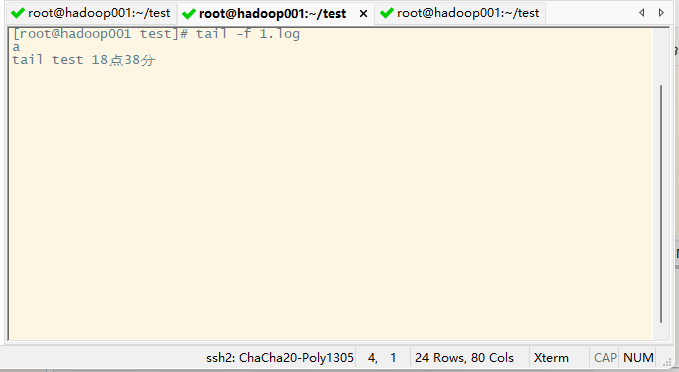 root@hadoop001:~/test root@hadoop001:~/test × root@hadoop001:~/test
[root@hadoop001 test]# tail -f 1.log
a
tail test 18点38分
ssh2: ChaCha20-Poly1305 4, 1 24 Rows, 80 Cols Xterm CAP NUM